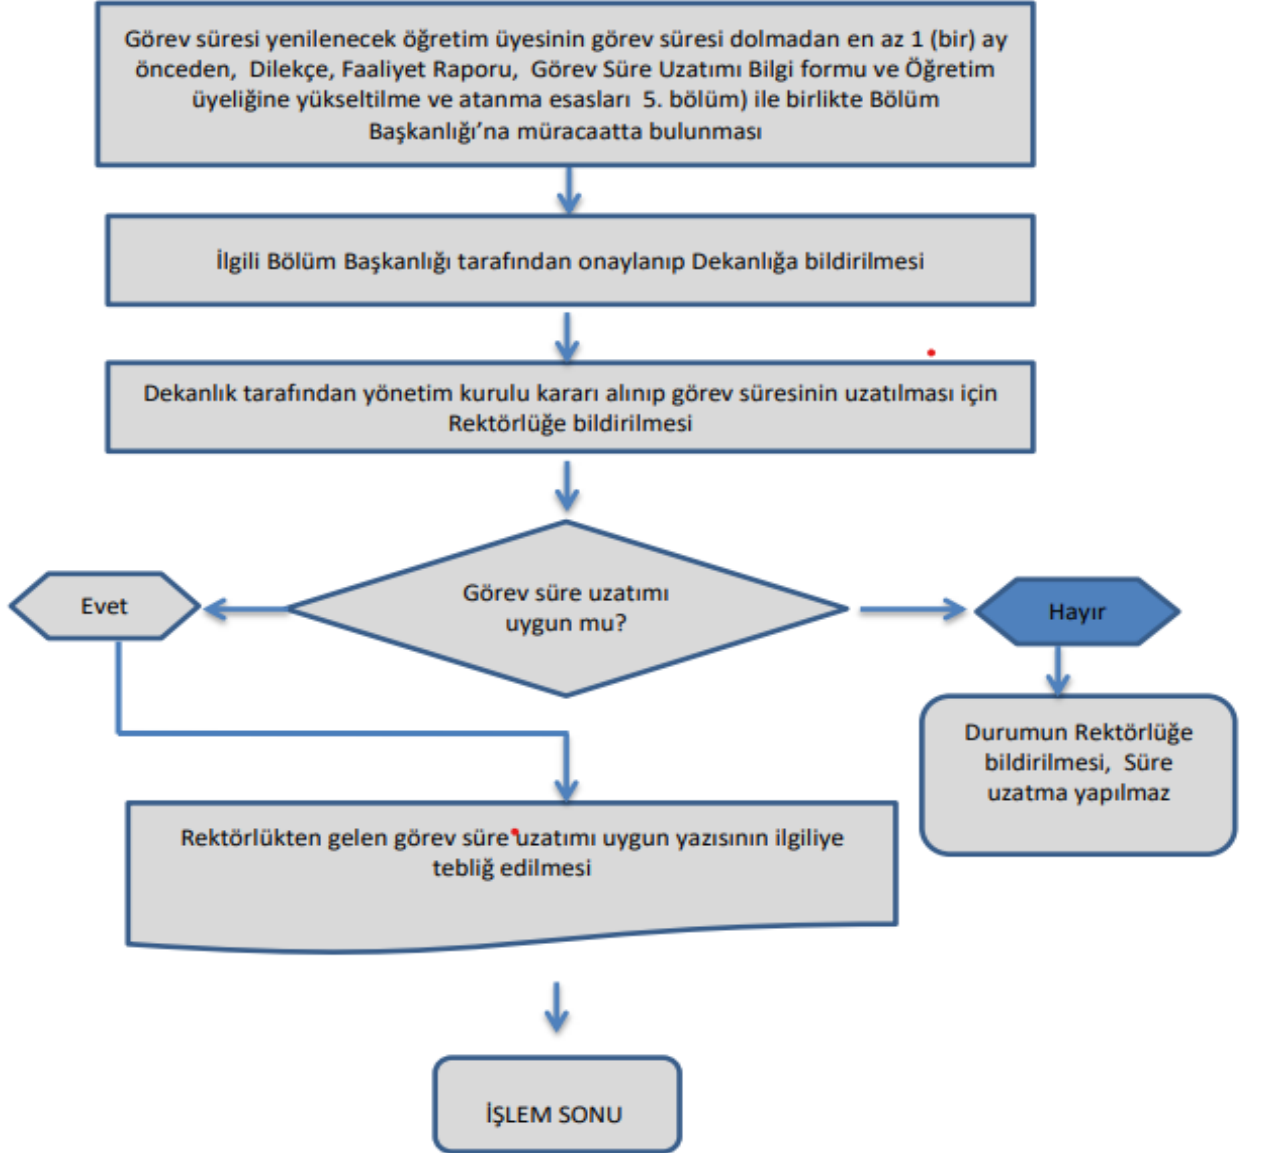 Görev süresi yenilenecek öğretim üyesinin görev süresi dolmadan en az 1 (bir) ay
önceden, Dilekçe, Faaliyet Raporu, Görev Süre Uzatımı Bilgi formu ve Öğretim
üyeliğine yükseltilme ve atanma esasları 5. bölüm) ile birlikte Bölüm
Başkanlığı’na müracaatta bulunması
İlgili Bölüm Başkanlığı tarafından onaylanıp Dekanlığa bildirilmesi
Dekanlık tarafından yönetim kurulu kararı alınıp görev süresinin uzatılması için
Rektörlüğe bildirilmesi
Görev süre uzatımı
uygun mu?
Evet
Hayır
Durumun Rektörlüğe
bildirilmesi, Süre
uzatma yapılmaz
Rektörlükten gelen görev süre uzatımı uygun yazısının ilgiliye
tebliğ edilmesi
İŞLEM SONU